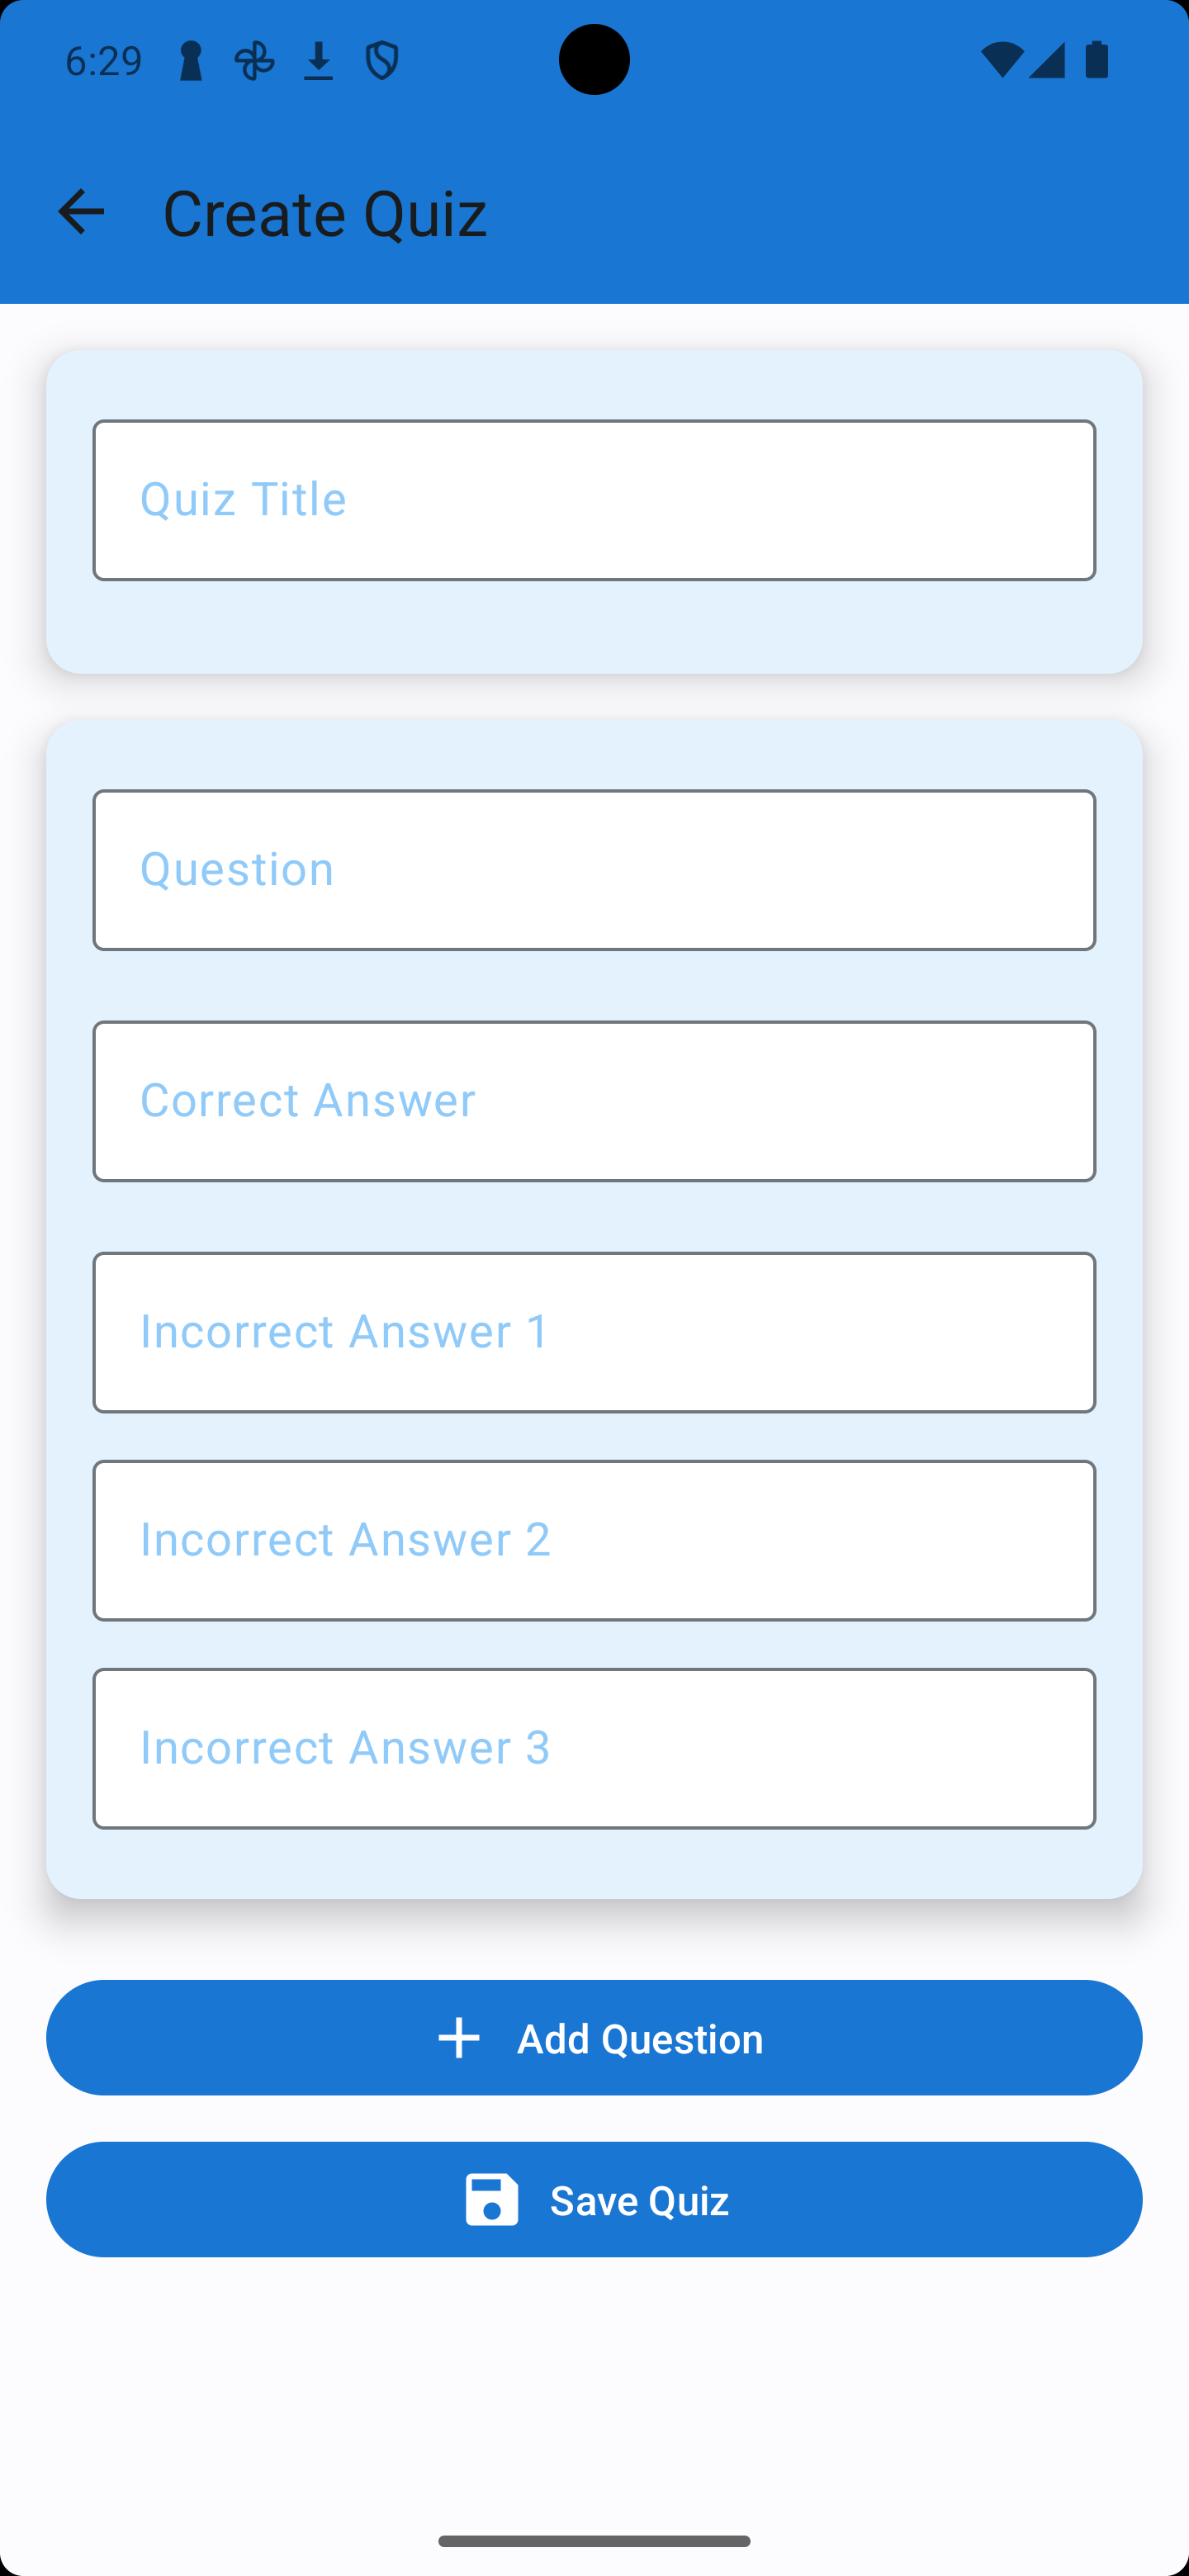 6:29
Create Quiz
Quiz Title
Question
Correct Answer
Incorrect Answer 1
Incorrect Answer 2
Incorrect Answer 3
Add Question
Save Quiz